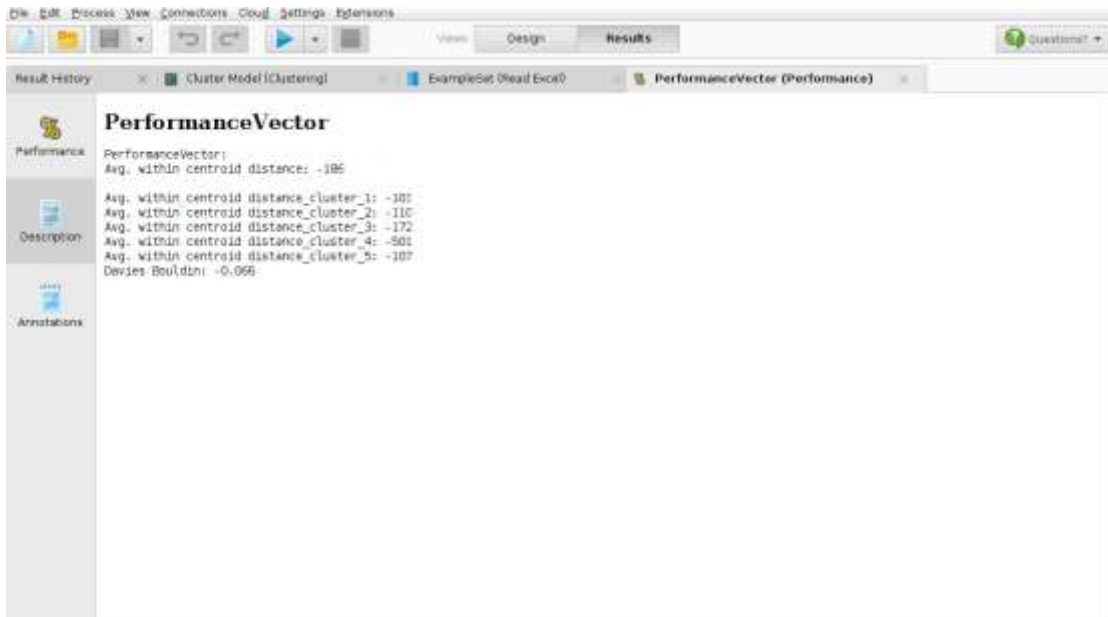 File Edit Process View Connections Cloud Settings Extensions
Views Design Results Questions?
Result History Cluster Model (Clustering) ExampleSet (Read Excel) PerformanceVector (Performance)
Performance
Description
Annotations
PerformanceVector
PerformanceVector:
Avg. within centroid distance: -186
Avg. within centroid distance_cluster_1: -101
Avg. within centroid distance_cluster_2: -110
Avg. within centroid distance_cluster_3: -172
Avg. within centroid distance_cluster_4: -501
Avg. within centroid distance_cluster_5: -107
Davies Bouldin: -0.066